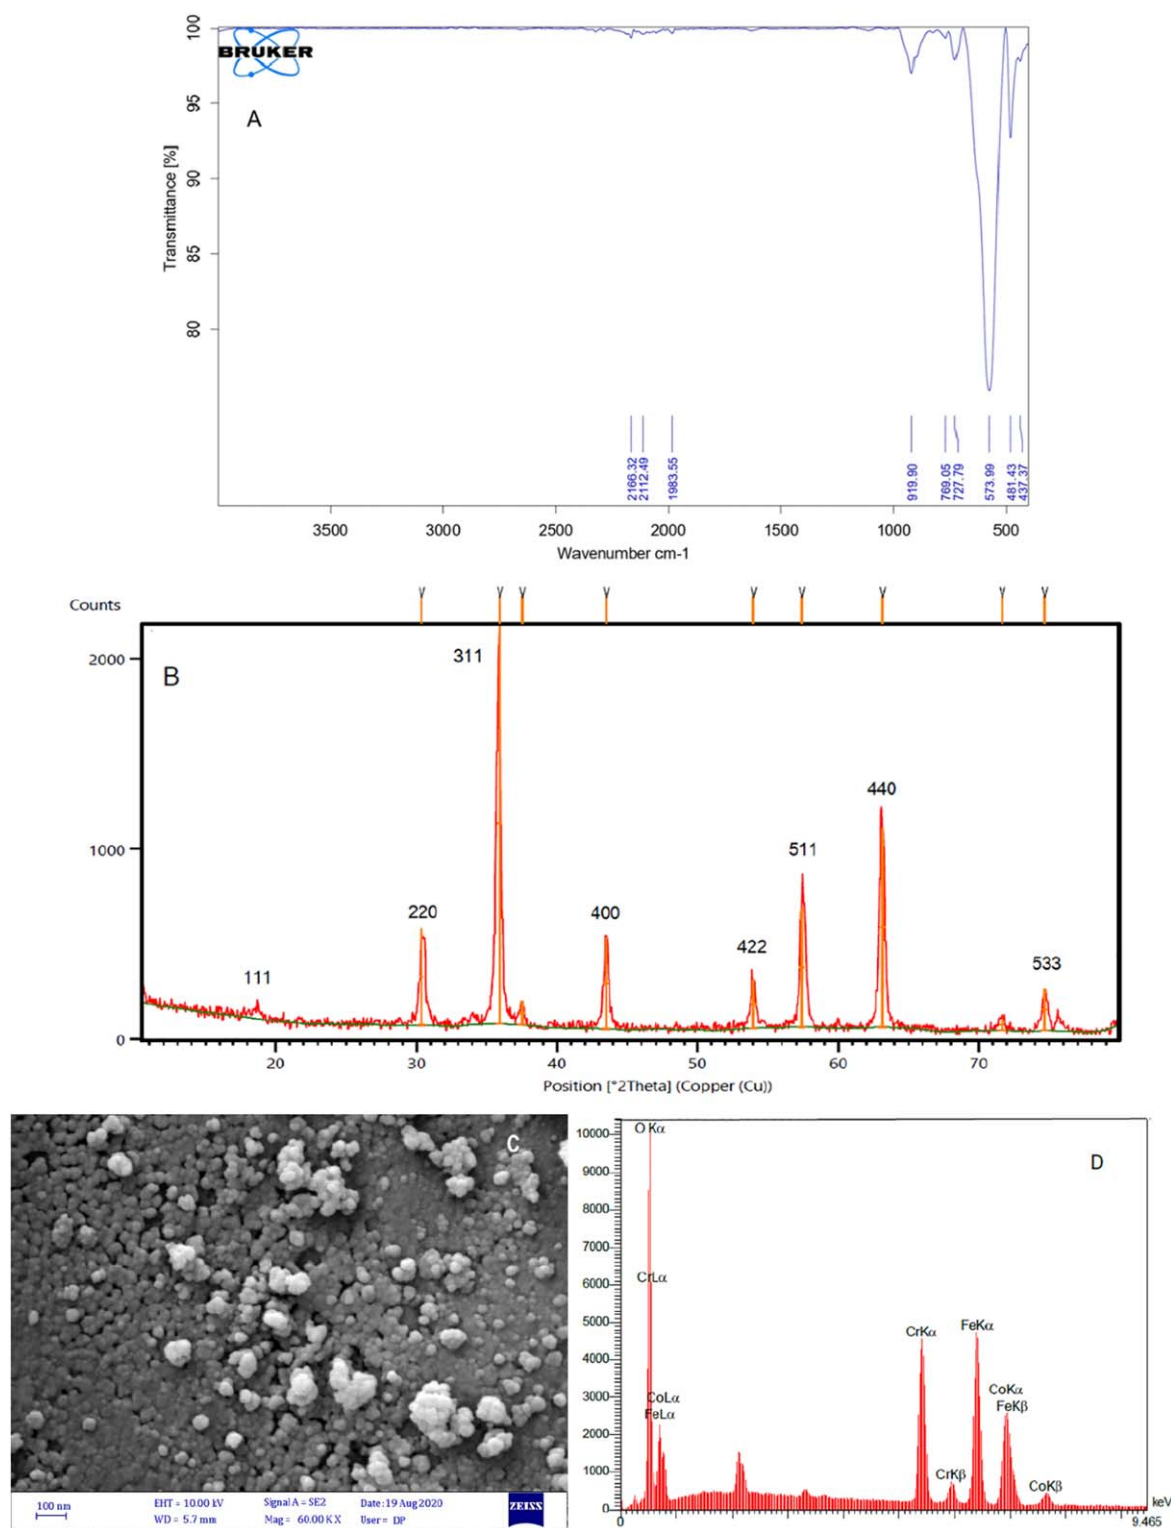 BRUKER
A
100
95
90
85
80
Transmittance [%]
2166.32
2112.49
1983.55
919.90
769.05
727.79
573.99
481.43
437.37
3500 3000 2500 2000 1500 1000 500
Wavenumber cm-1
Counts
B
2000
1000
0
111
220
311
400
422
511
440
533
20 30 40 50 60 70
Position [°2Theta] (Copper (Cu))
C
100 nm
EHT = 10.00 kV Signal A = SE2 Date :19 Aug 2020
WD = 5.7 mm Mag = 60.00 K X User = DP
ZEISS
D
10000
9000
8000
7000
6000
5000
4000
3000
2000
1000
0
O Kα
CrLα
CoLα
FeLα
CrKα
CrKβ
FeKα
CoKα
FeKβ
CoKβ
keV
0 9.465